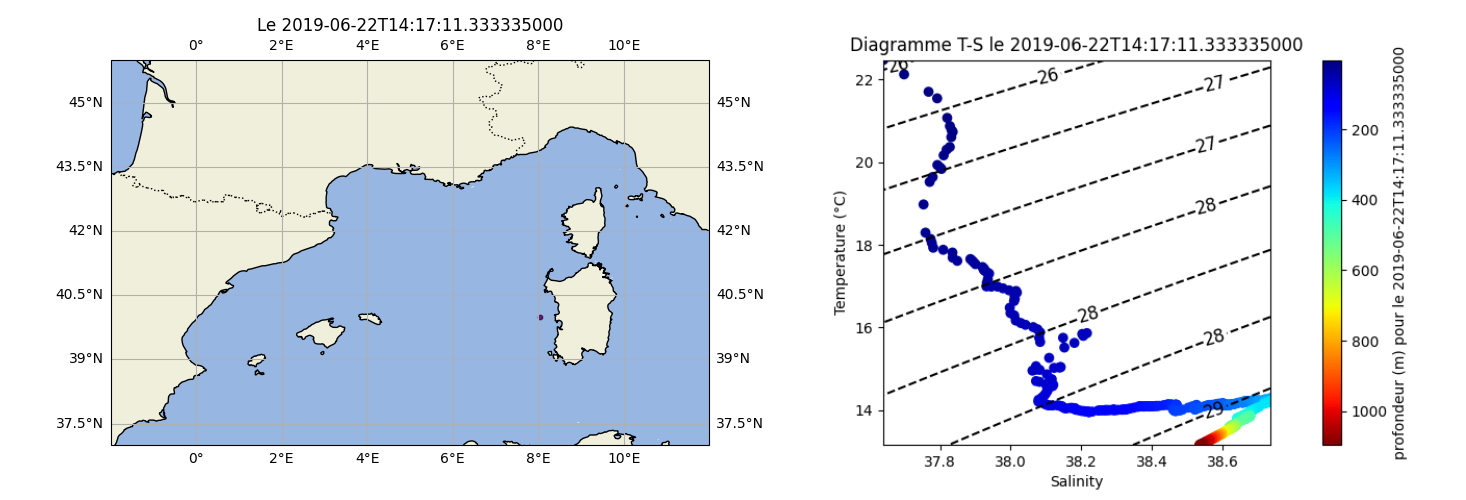 Le 2019-06-22T14:17:11.333335000
0° 2°E 4°E 6°E 8°E 10°E
45°N 45°N
43.5°N 43.5°N
42°N 42°N
40.5°N 40.5°N
39°N 39°N
37.5°N 37.5°N
0° 2°E 4°E 6°E 8°E 10°E
Diagramme T-S le 2019-06-22T14:17:11.333335000
Temperature (°C)
22
20
18
16
14
26
26
27
27
28
28
28
29
37.8 38.0 38.2 38.4 38.6
Salinity
200
400
600
800
1000
profondeur (m) pour le 2019-06-22T14:17:11.333335000